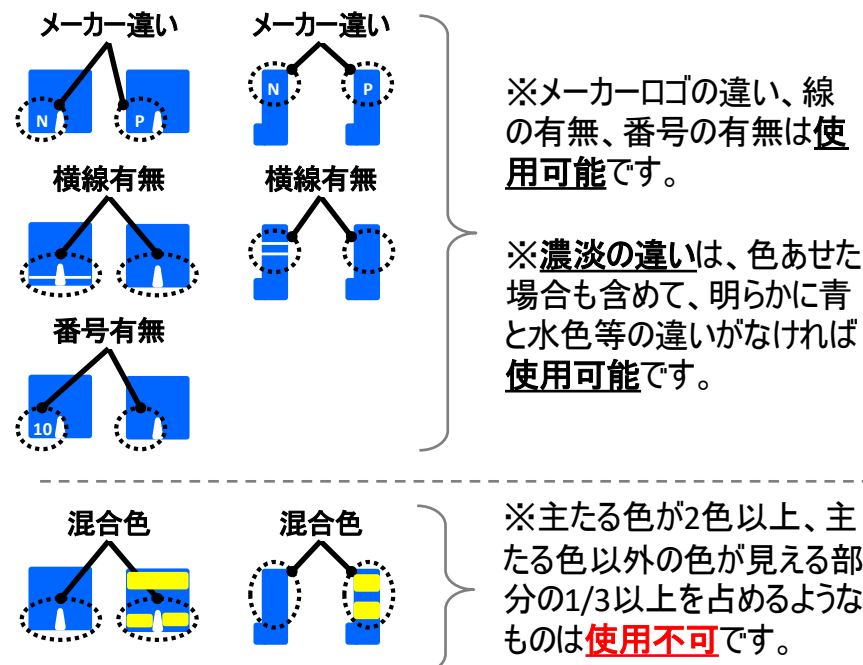 メーカー違い
メーカー違い
N
P
N
P
横線有無
横線有無
番号有無
10
※メーカーロゴの違い、線
の有無、番号の有無は使
用可能です。
※濃淡の違いは、色あせた
場合も含めて、明らかに青
と水色等の違いがなければ
使用可能です。
混合色
混合色
※主たる色が2色以上、主
たる色以外の色が見える部
分の1/3以上を占めるような
ものは使用不可です。